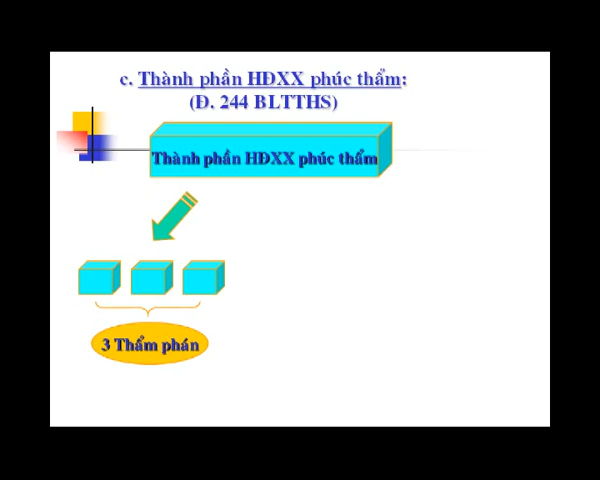 c. Thành phần HĐXX phúc thẩm:
(Đ. 244 BLTTHS)
Thành phần HĐXX phúc thẩm
3 Thẩm phán